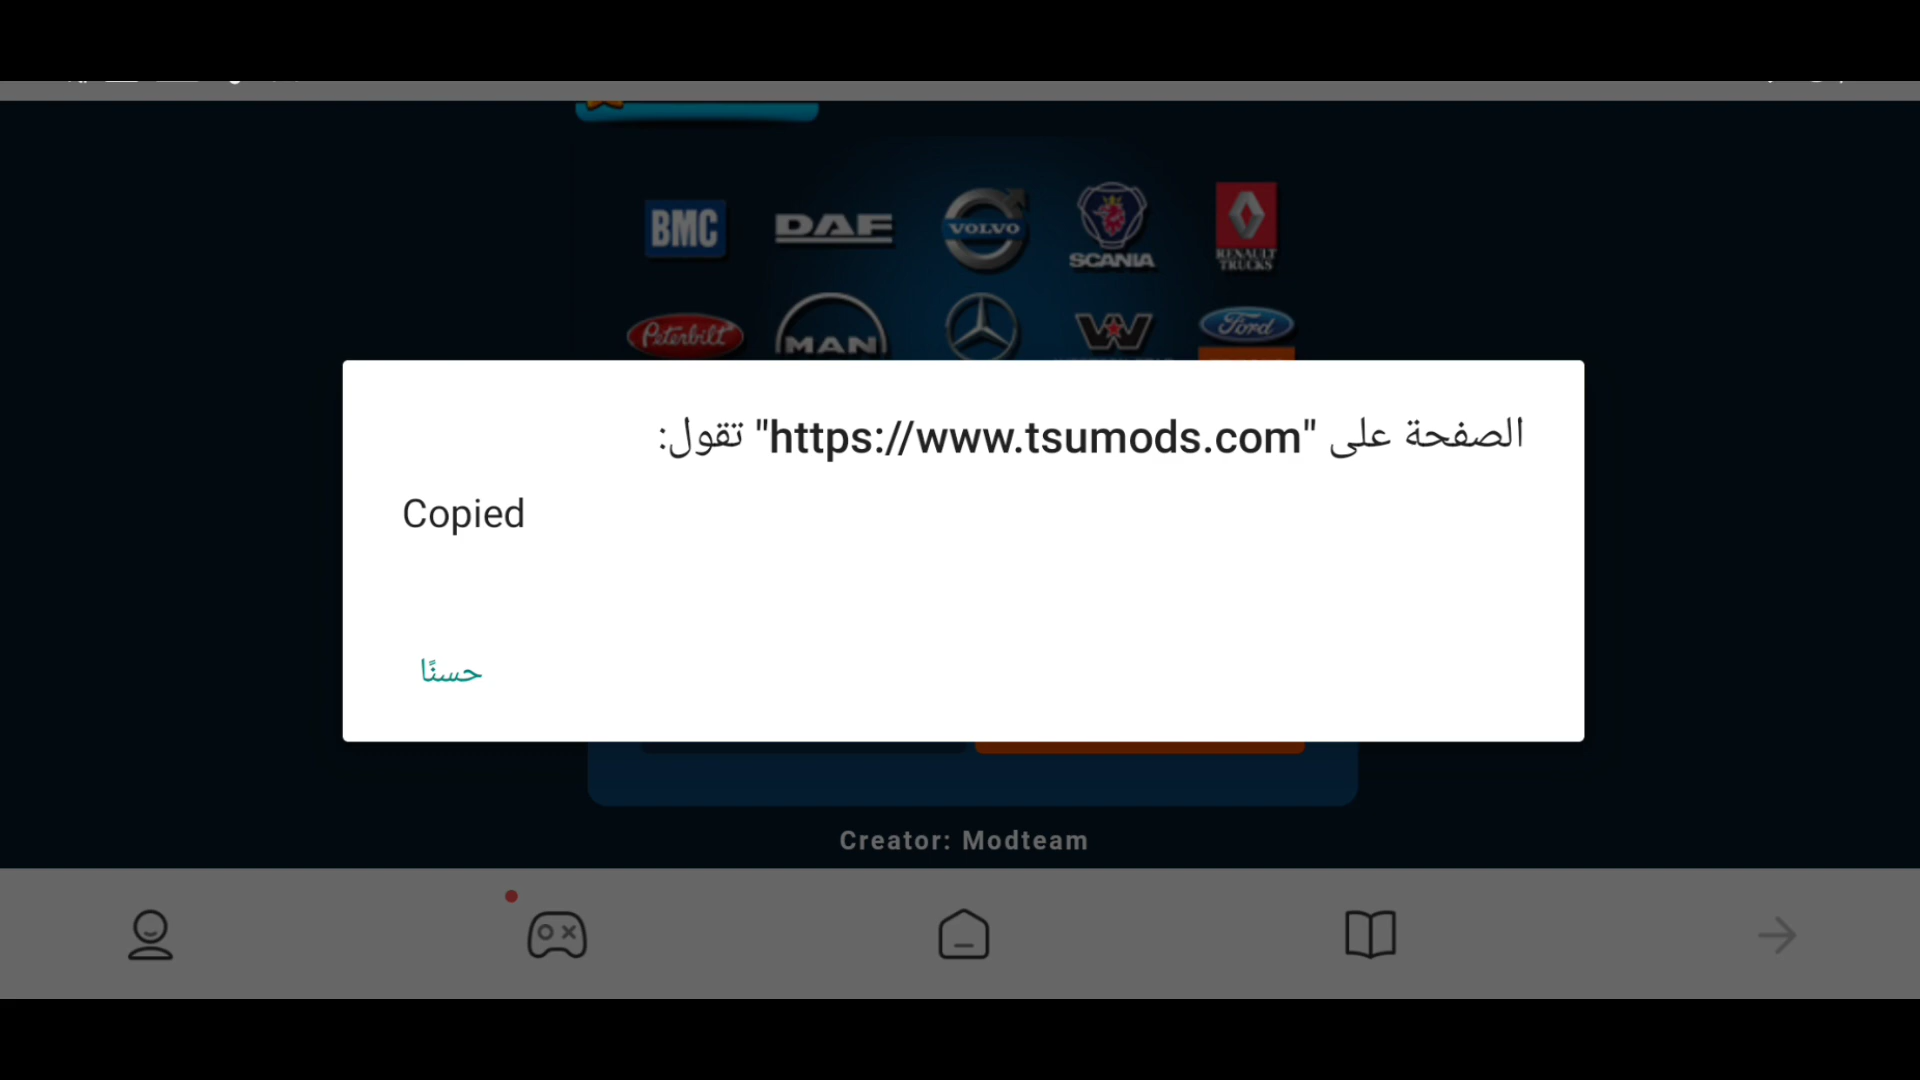 BMC
DAF
VOLVO
SCANIA
RENAULT
TRUCKS
Peterbilt
MAN
Ford
الصفحة على "https://www.tsumods.com" تقول:
Copied
حسنًا
Creator: Modteam